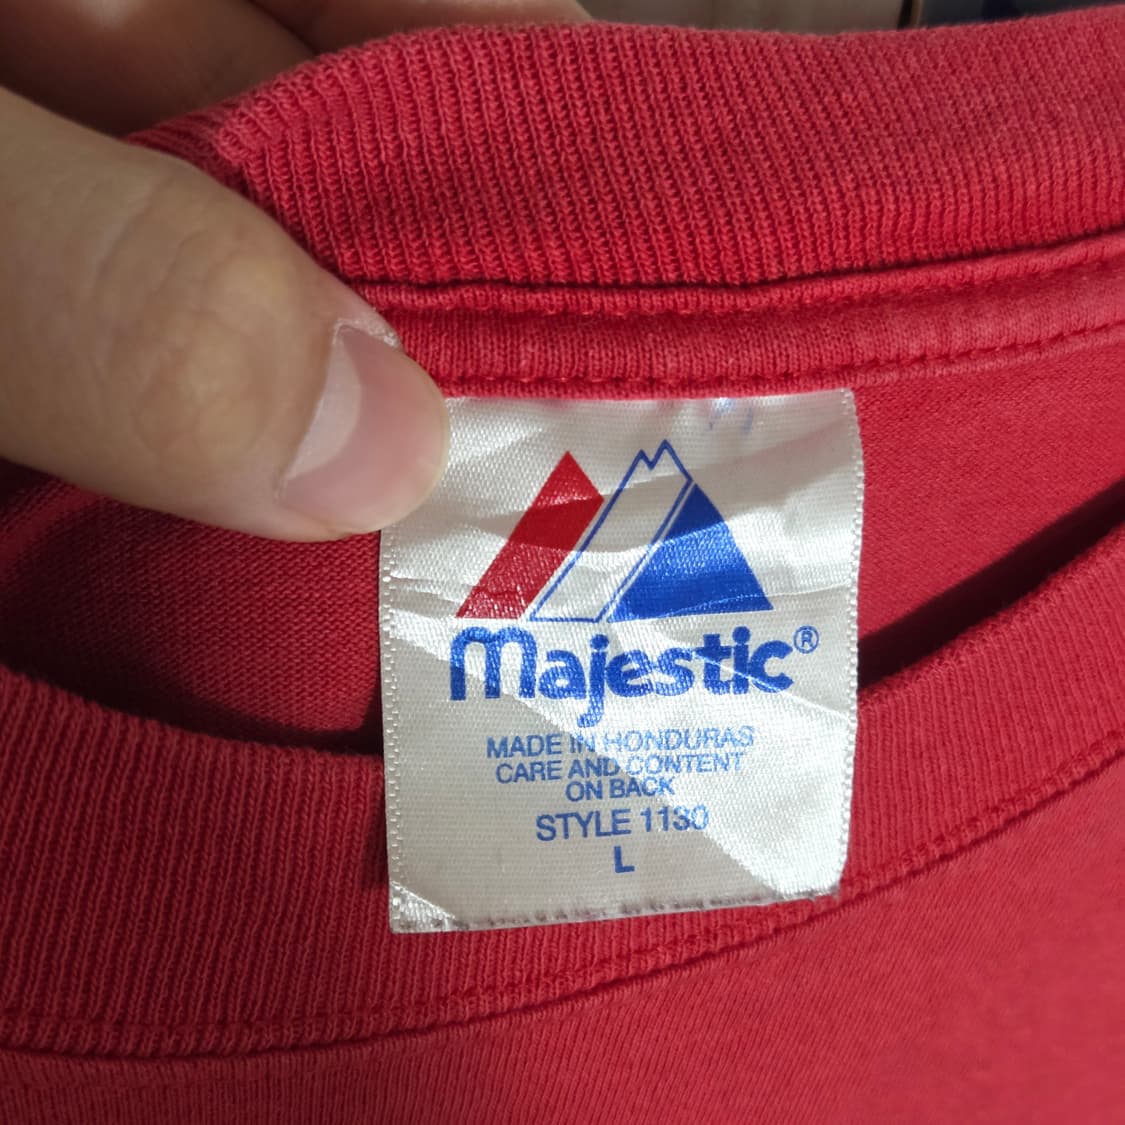 Majestic®
MADE IN HONDURAS
CARE AND CONTENT
ON BACK
STYLE 1130
L